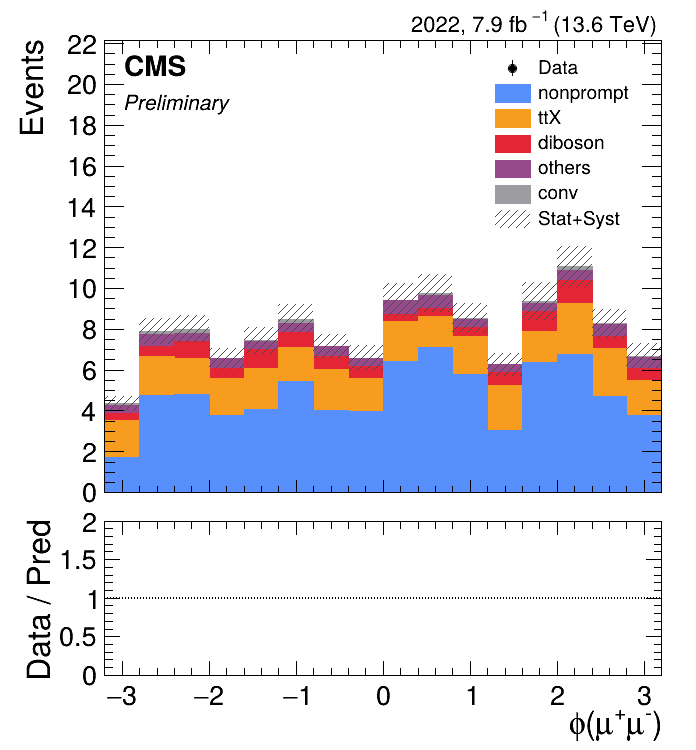 2022, 7.9 fb⁻¹ (13.6 TeV)
CMS
Preliminary
Data
nonprompt
ttX
diboson
others
conv
Stat+Syst
Events
22
20
18
16
14
12
10
8
6
4
2
0
Data / Pred
2
1.5
1
0.5
0
−3 −2 −1 0 1 2 3
ϕ(μ⁺μ⁻)